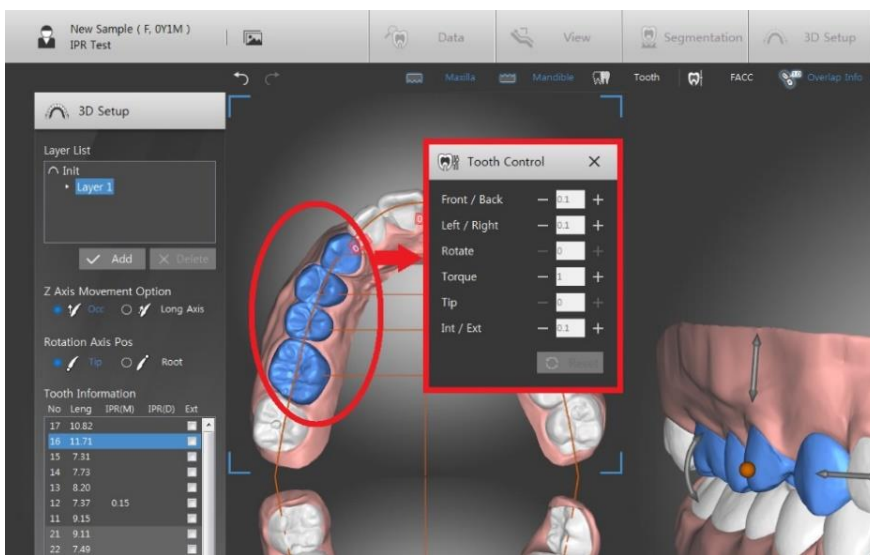 New Sample ( F, 0Y1M )
IPR Test
Data
View
Segmentation
3D Setup
Maxilla
Mandible
Tooth
FACC
Overlap Info
3D Setup
Layer List
Init
Layer 1
Add
Delete
Z Axis Movement Option
Occ
Long Axis
Rotation Axis Pos
Tip
Root
Tooth Information
No Leng IPR(M) IPR(D) Ext
17 10.82
16 11.71
15 7.31
14 7.73
13 8.20
12 7.37 0.15
11 9.15
21 9.11
22 7.49
Tooth Control
Front / Back 0.1
Left / Right 0.1
Rotate 0
Torque 1
Tip 0
Int / Ext 0.1
Reset